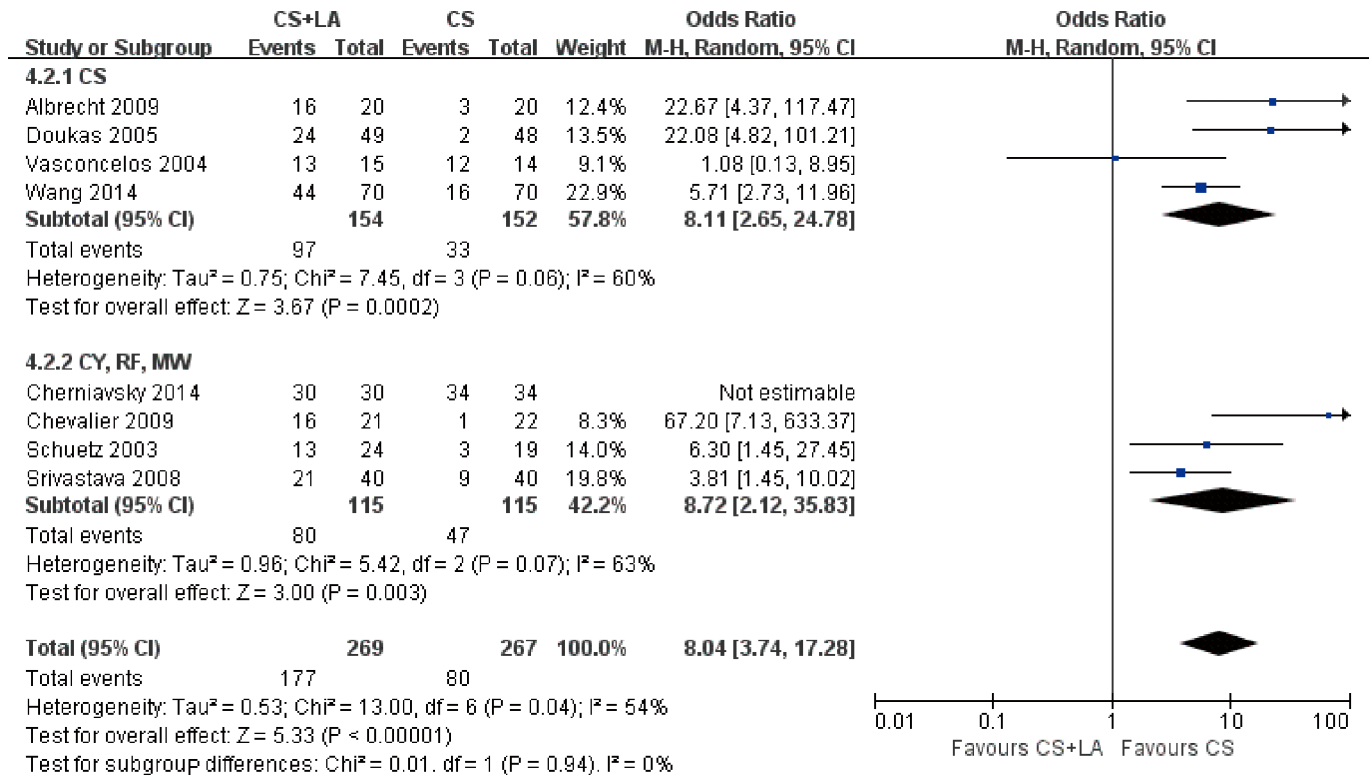 CS+LA CS Odds Ratio Odds Ratio
Study or Subgroup Events Total Events Total Weight M-H, Random, 95% CI M-H, Random, 95% CI
4.2.1 CS
Albrecht 2009 16 20 3 20 12.4% 22.67 [4.37, 117.47]
Doukas 2005 24 49 2 48 13.5% 22.08 [4.82, 101.21]
Vasconcelos 2004 13 15 12 14 9.1% 1.08 [0.13, 8.95]
Wang 2014 44 70 16 70 22.9% 5.71 [2.73, 11.96]
Subtotal (95% CI) 154 152 57.8% 8.11 [2.65, 24.78]
Total events 97 33
Heterogeneity: Tau² = 0.75; Chi² = 7.45, df = 3 (P = 0.06); I² = 60%
Test for overall effect: Z = 3.67 (P = 0.0002)
4.2.2 CY, RF, MW
Cherniavsky 2014 30 30 34 34 Not estimable
Chevalier 2009 16 21 1 22 8.3% 67.20 [7.13, 633.37]
Schuetz 2003 13 24 3 19 14.0% 6.30 [1.45, 27.45]
Srivastava 2008 21 40 9 40 19.8% 3.81 [1.45, 10.02]
Subtotal (95% CI) 115 115 42.2% 8.72 [2.12, 35.83]
Total events 80 47
Heterogeneity: Tau² = 0.96; Chi² = 5.42, df = 2 (P = 0.07); I² = 63%
Test for overall effect: Z = 3.00 (P = 0.003)
Total (95% CI) 269 267 100.0% 8.04 [3.74, 17.28]
Total events 177 80
Heterogeneity: Tau² = 0.53; Chi² = 13.00, df = 6 (P = 0.04); I² = 54%
Test for overall effect: Z = 5.33 (P < 0.00001)
Test for subgroup differences: Chi² = 0.01. df = 1 (P = 0.94). I² = 0%
0.01 0.1 1 10 100
Favours CS+LA Favours CS